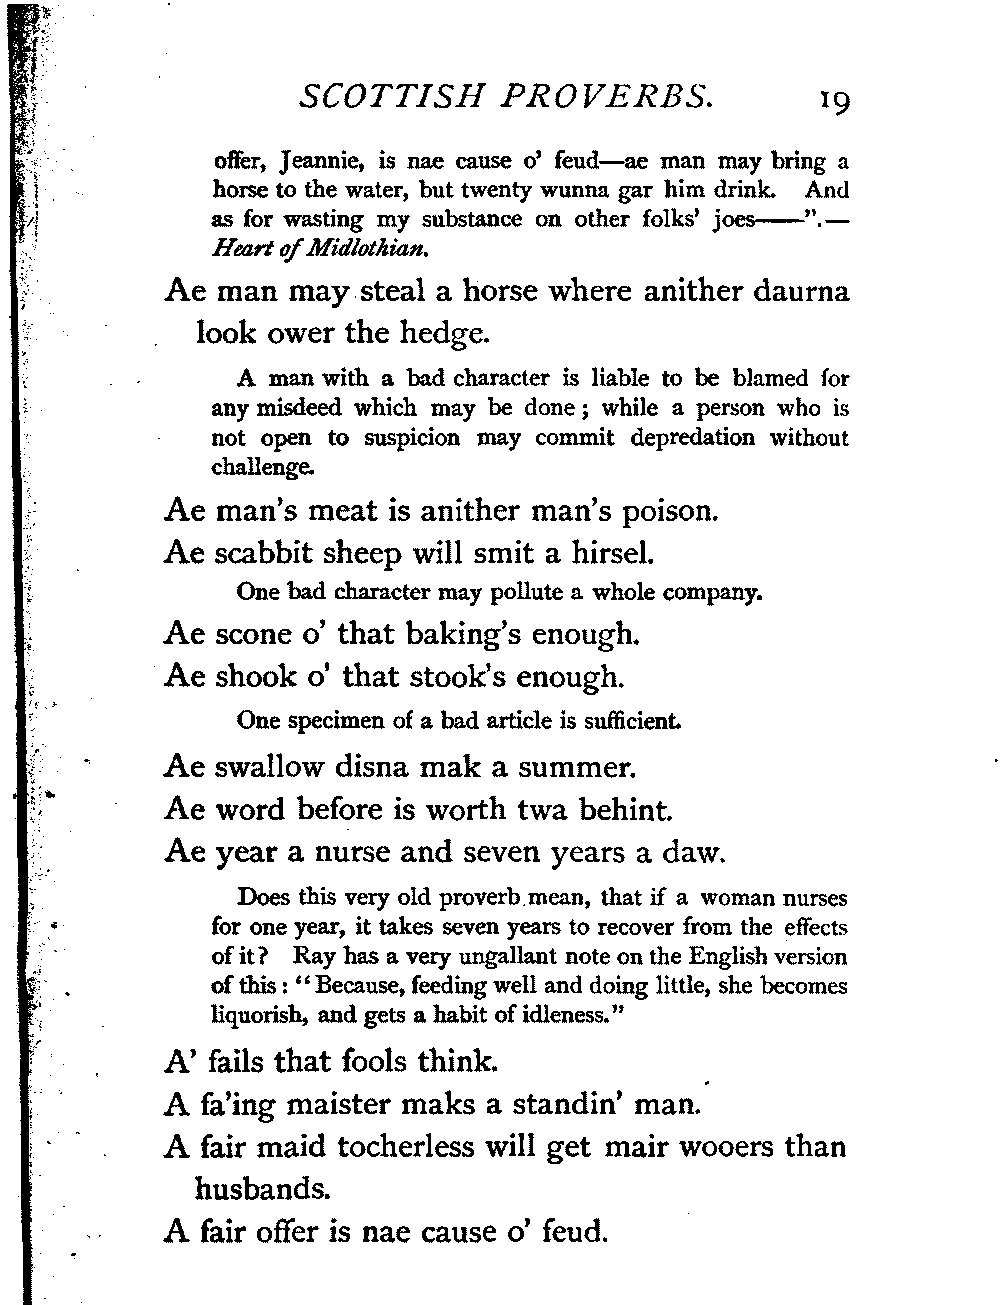 SCOTTISH PROVERBS. 19
offer, Jeannie, is nae cause o' feud—ae man may bring a
horse to the water, but twenty wunna gar him drink. And
as for wasting my substance on other folks' joes——".—
Heart of Midlothian.
Ae man may steal a horse where anither daurna
look ower the hedge.
A man with a bad character is liable to be blamed for
any misdeed which may be done; while a person who is
not open to suspicion may commit depredation without
challenge.
Ae man's meat is anither man's poison.
Ae scabbit sheep will smit a hirsel.
One bad character may pollute a whole company.
Ae scone o' that baking's enough.
Ae shook o' that stook's enough.
One specimen of a bad article is sufficient.
Ae swallow disna mak a summer.
Ae word before is worth twa behint.
Ae year a nurse and seven years a daw.
Does this very old proverb mean, that if a woman nurses
for one year, it takes seven years to recover from the effects
of it? Ray has a very ungallant note on the English version
of this: "Because, feeding well and doing little, she becomes
liquorish, and gets a habit of idleness."
A' fails that fools think.
A fa'ing maister maks a standin' man.
A fair maid tocherless will get mair wooers than
husbands.
A fair offer is nae cause o' feud.